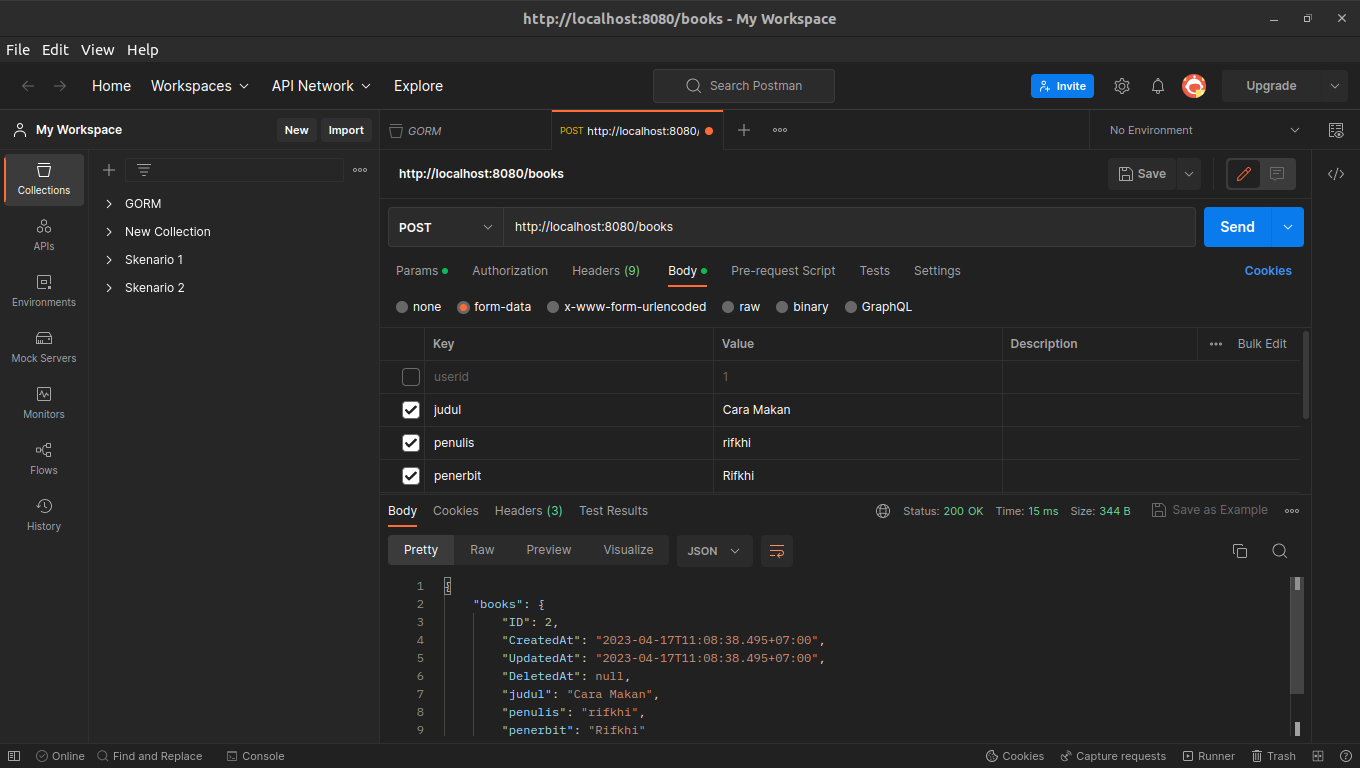 http://localhost:8080/books - My Workspace
File Edit View Help
Home Workspaces API Network Explore Search Postman Invite Upgrade
My Workspace New Import GORM POST http://localhost:8080/ No Environment
Collections
APIs
Environments
Mock Servers
Monitors
Flows
History
GORM
New Collection
Skenario 1
Skenario 2
http://localhost:8080/books Save
POST http://localhost:8080/books Send
Params Authorization Headers (9) Body Pre-request Script Tests Settings Cookies
none form-data x-www-form-urlencoded raw binary GraphQL
Key Value Description Bulk Edit
userid 1
judul Cara Makan
penulis rifkhi
penerbit Rifkhi
Body Cookies Headers (3) Test Results Status: 200 OK Time: 15 ms Size: 344 B Save as Example
Pretty Raw Preview Visualize JSON
1 {
2 "books": {
3 "ID": 2,
4 "CreatedAt": "2023-04-17T11:08:38.495+07:00",
5 "UpdatedAt": "2023-04-17T11:08:38.495+07:00",
6 "DeletedAt": null,
7 "judul": "Cara Makan",
8 "penulis": "rifkhi",
9 "penerbit": "Rifkhi"
Online Find and Replace Console Cookies Capture requests Runner Trash